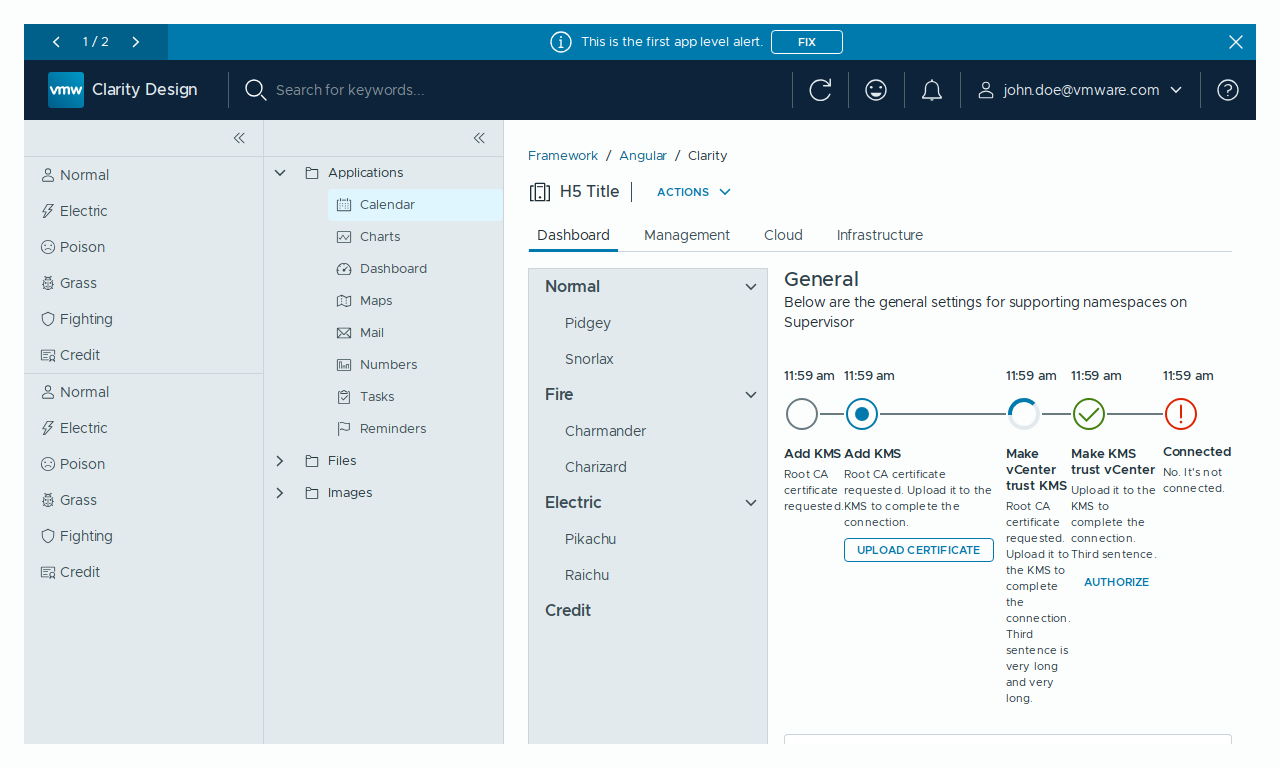 1 / 2
This is the first app level alert.
FIX
vmw
Clarity Design
Search for keywords...
john.doe@vmware.com
Normal
Electric
Poison
Grass
Fighting
Credit
Normal
Electric
Poison
Grass
Fighting
Credit
Applications
Calendar
Charts
Dashboard
Maps
Mail
Numbers
Tasks
Reminders
Files
Images
Framework / Angular / Clarity
H5 Title
ACTIONS
Dashboard Management Cloud Infrastructure
Normal
Pidgey
Snorlax
Fire
Charmander
Charizard
Electric
Pikachu
Raichu
Credit
General
Below are the general settings for supporting namespaces on
Supervisor
11:59 am
Add KMS
Root CA
certificate
requested.
11:59 am
Add KMS
Root CA certificate
requested. Upload it to the
KMS to complete the
connection.
UPLOAD CERTIFICATE
11:59 am
Make
vCenter
trust KMS
Root CA
certificate
requested.
Upload it to
the KMS to
complete
the
connection.
Third
sentence is
very long
and very
long.
11:59 am
Make KMS
trust vCenter
Upload it to the
KMS to
complete the
connection.
Third sentence.
AUTHORIZE
11:59 am
Connected
No. It's not
connected.